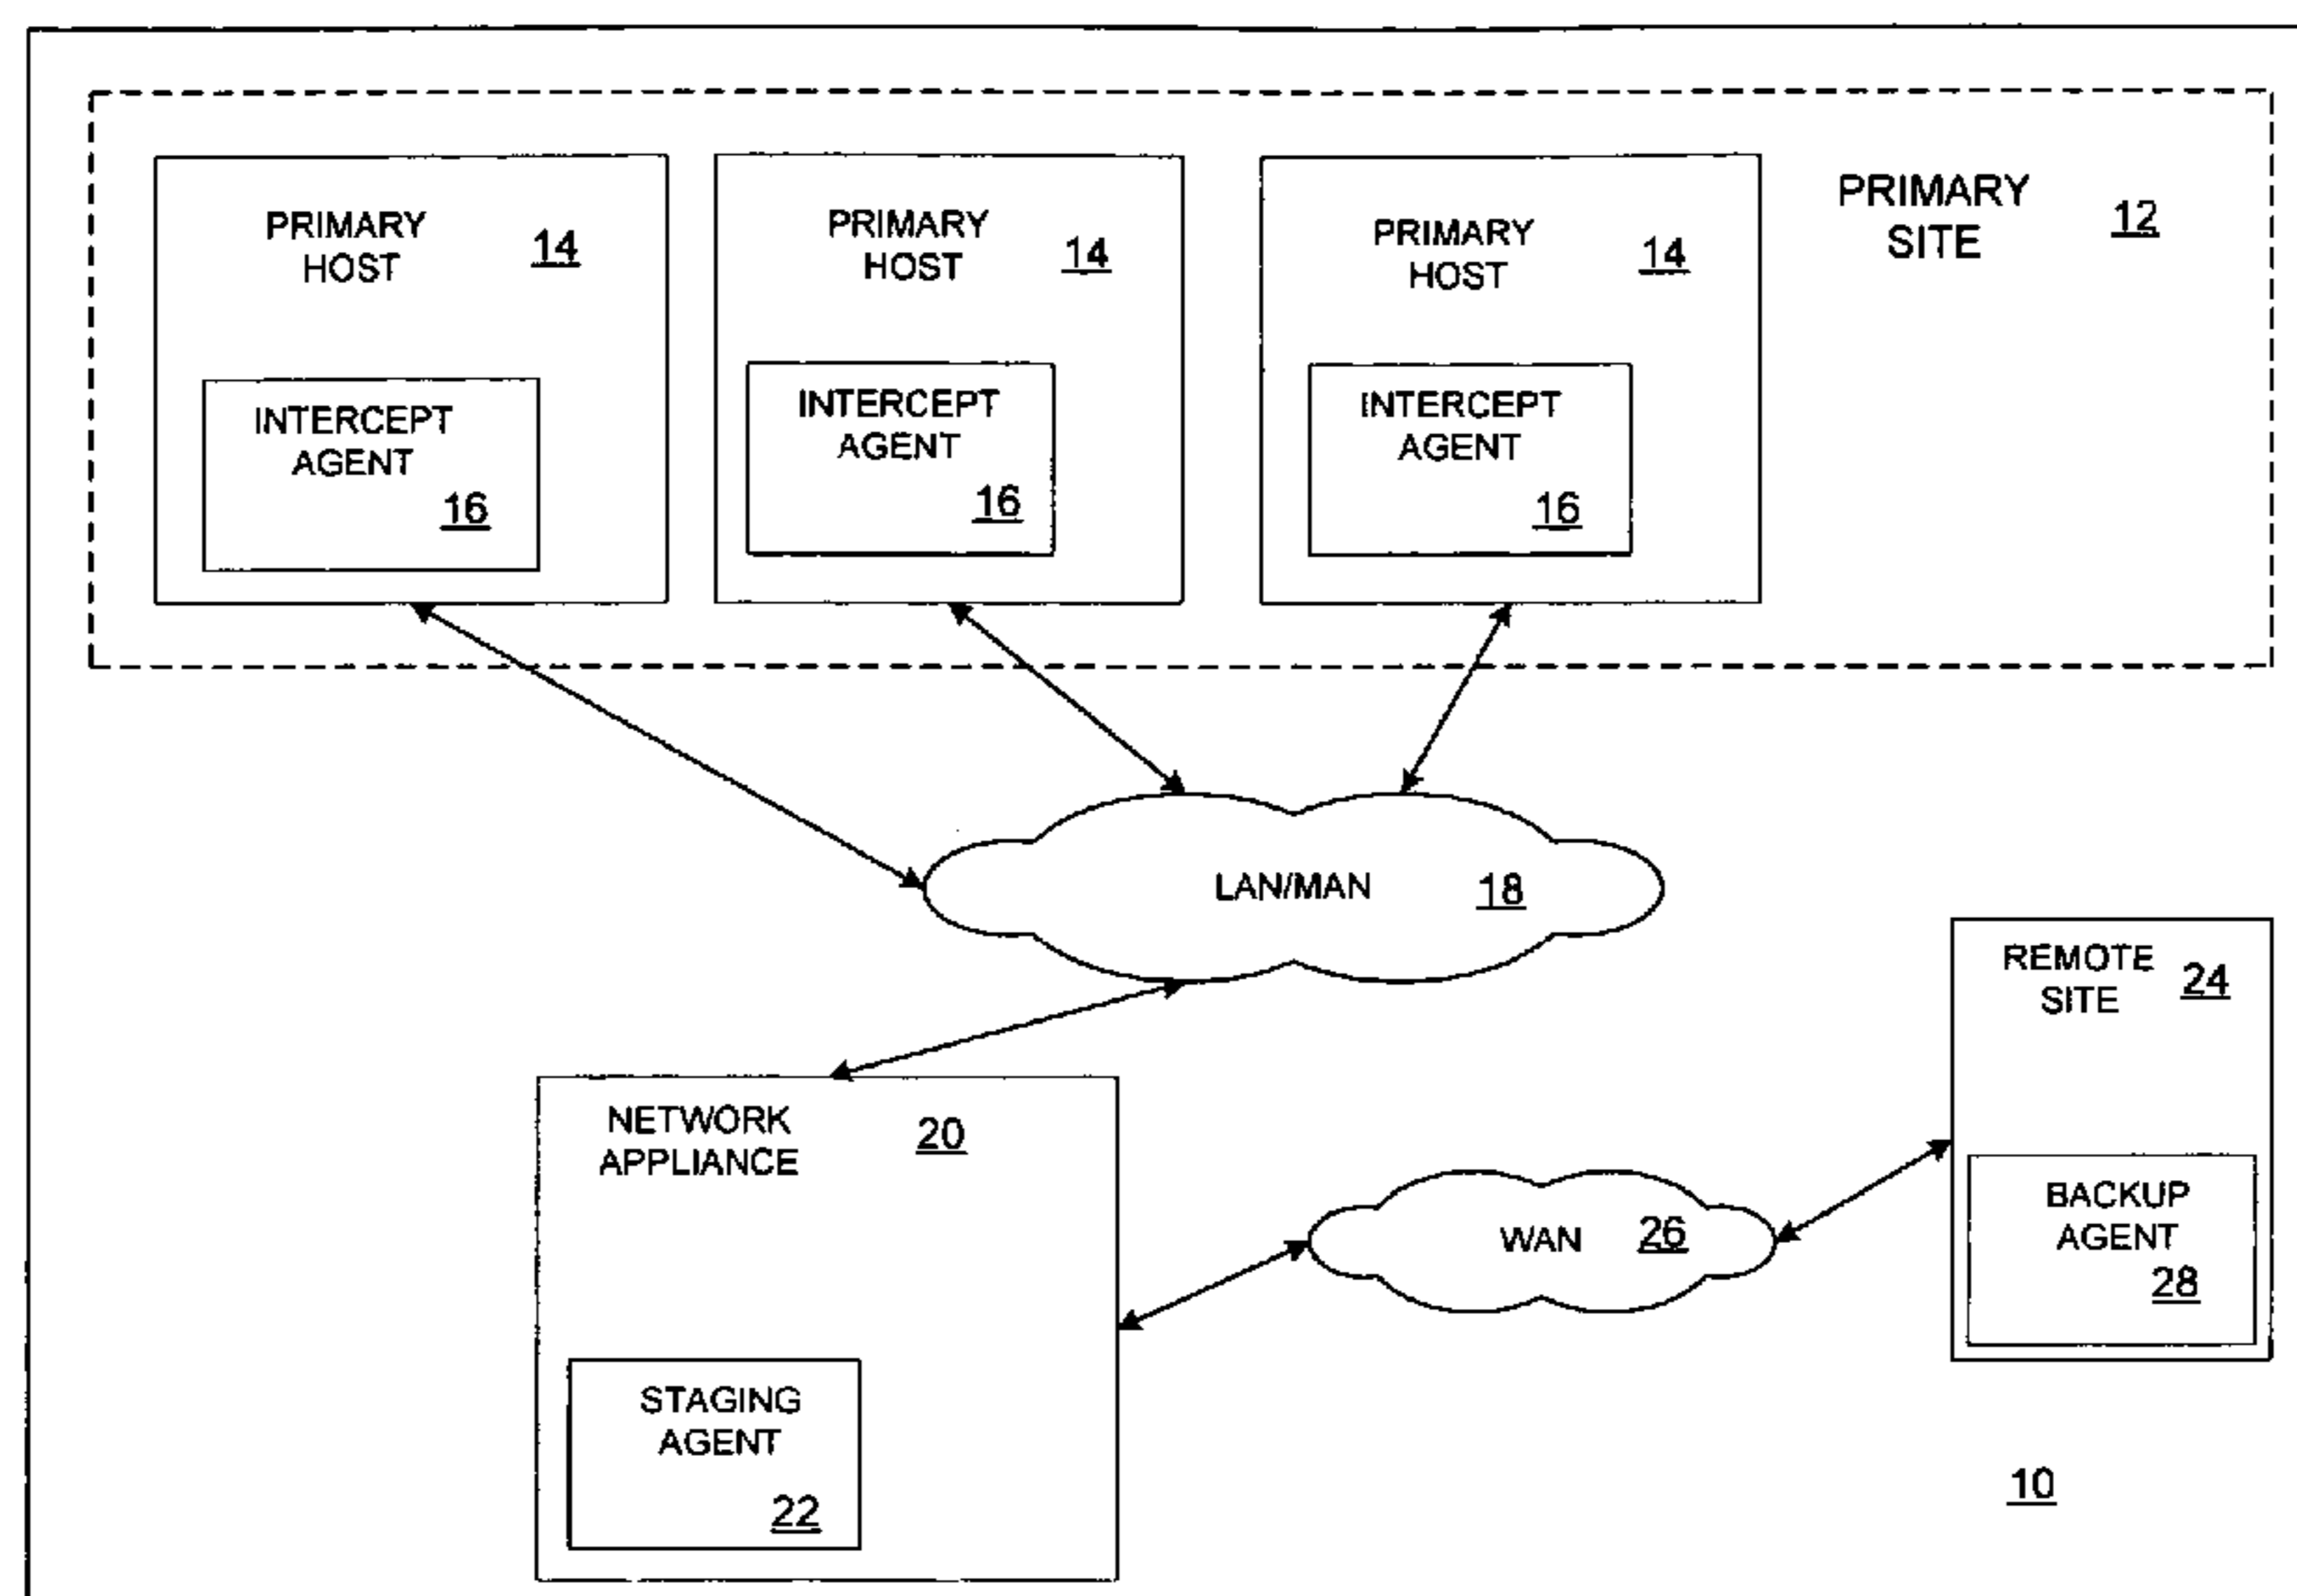 PRIMARY
HOST
14
INTERCEPT
AGENT
16
PRIMARY
HOST
14
INTERCEPT
AGENT
16
PRIMARY
HOST
14
INTERCEPT
AGENT
16
PRIMARY
SITE
12
LAN/MAN 18
REMOTE
SITE
24
BACKUP
AGENT
28
NETWORK
APPLIANCE
20
STAGING
AGENT
22
WAN 26
10